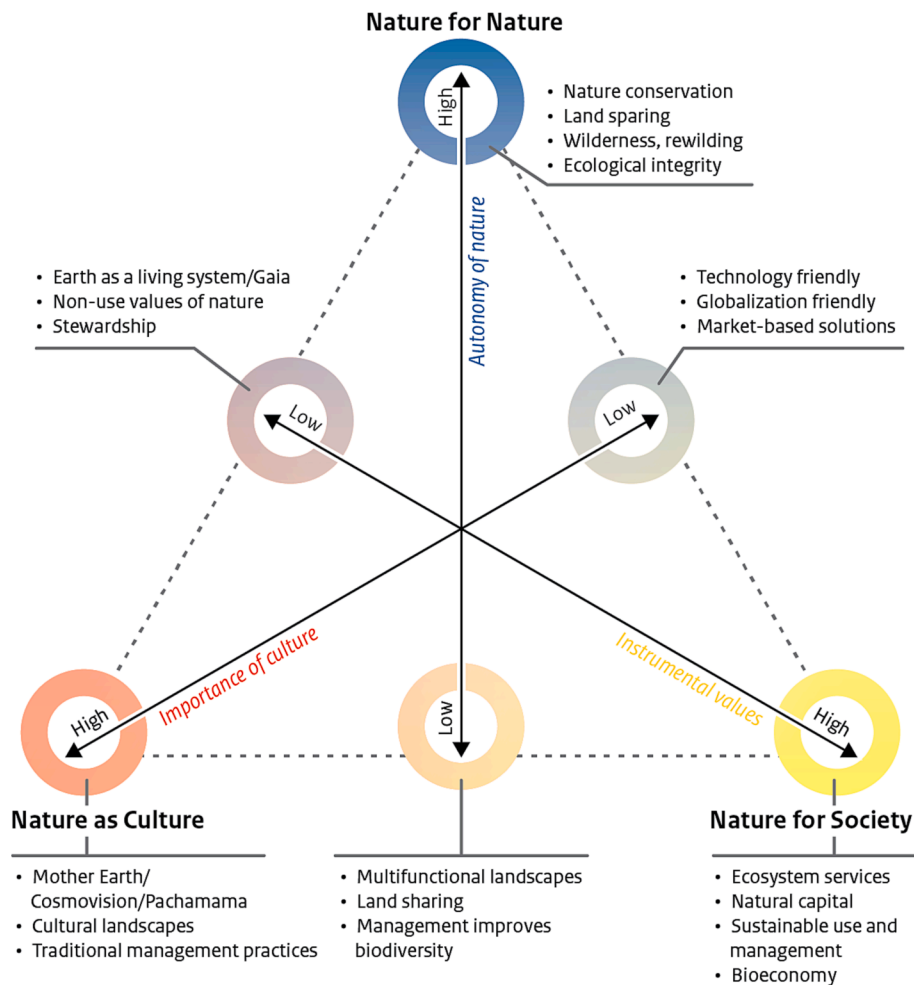 Nature for Nature
High
• Nature conservation
• Land sparing
• Wilderness, rewilding
• Ecological integrity
Autonomy of nature
• Earth as a living system/Gaia
• Non-use values of nature
• Stewardship
• Technology friendly
• Globalization friendly
• Market-based solutions
Low
Low
Importance of culture
Instrumental values
High
Low
High
Nature as Culture
Nature for Society
• Mother Earth/
Cosmovision/Pachamama
• Cultural landscapes
• Traditional management practices
• Multifunctional landscapes
• Land sharing
• Management improves
biodiversity
• Ecosystem services
• Natural capital
• Sustainable use and
management
• Bioeconomy